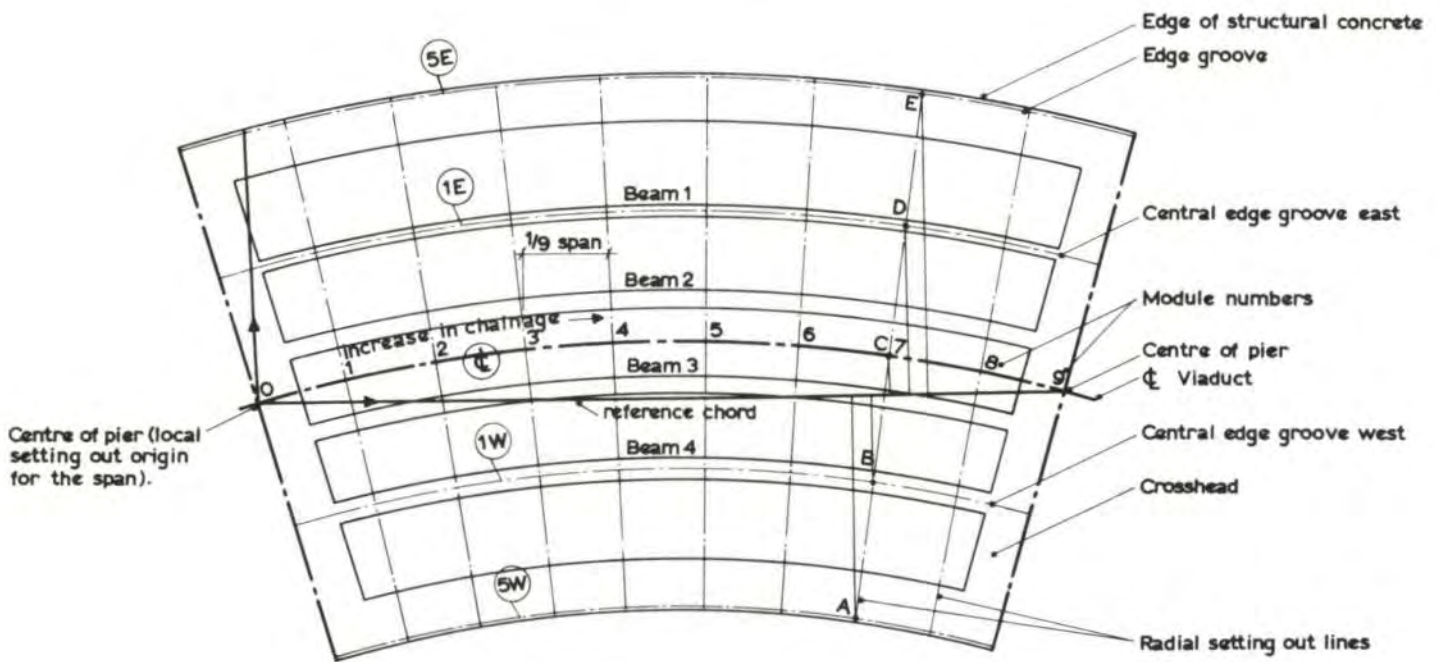 Edge of structural concrete
Edge groove
5E
E
1E
Beam 1
D
Central edge groove east
1/9 span
Beam 2
Module numbers
Increase in chainage
0
1
2
℄
3
4
5
6
C
7
8
9
Centre of pier
℄ Viaduct
Beam 3
reference chord
Centre of pier (local
setting out origin
for the span).
1W
Beam 4
B
Central edge groove west
Crosshead
5W
A
Radial setting out lines